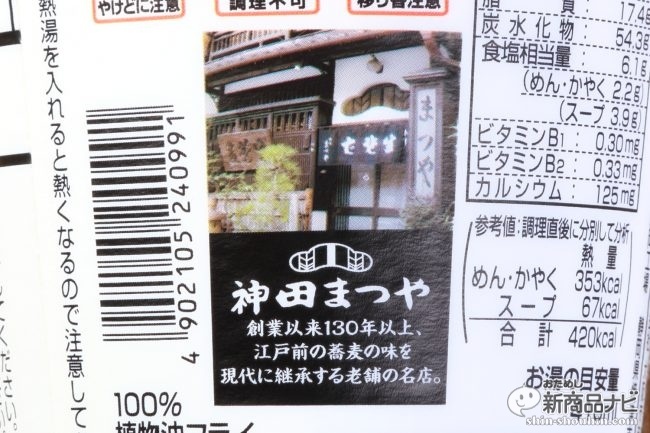 やけどに注意
調理不可
移り香注意
熱湯を入れると熱くなるので注意して
4 902105 240991
まつや
神田まつや
創業以来130年以上、
江戸前の蕎麦の味を
現代に継承する老舗の名店。
100%
植物油フライ
脂質: 17.4g
炭水化物: 54.3g
食塩相当量: 6.1g
(めん・かやく 2.2g)
(スープ 3.9g)
ビタミンB1: 0.30mg
ビタミンB2: 0.33mg
カルシウム: 125mg
参考値:調理直後に分別して分析
熱量
めん・かやく 353kcal
スープ 67kcal
合計 420kcal
お湯の目安量
おためし
新商品ナビ
shin-shouhin.com
てください。